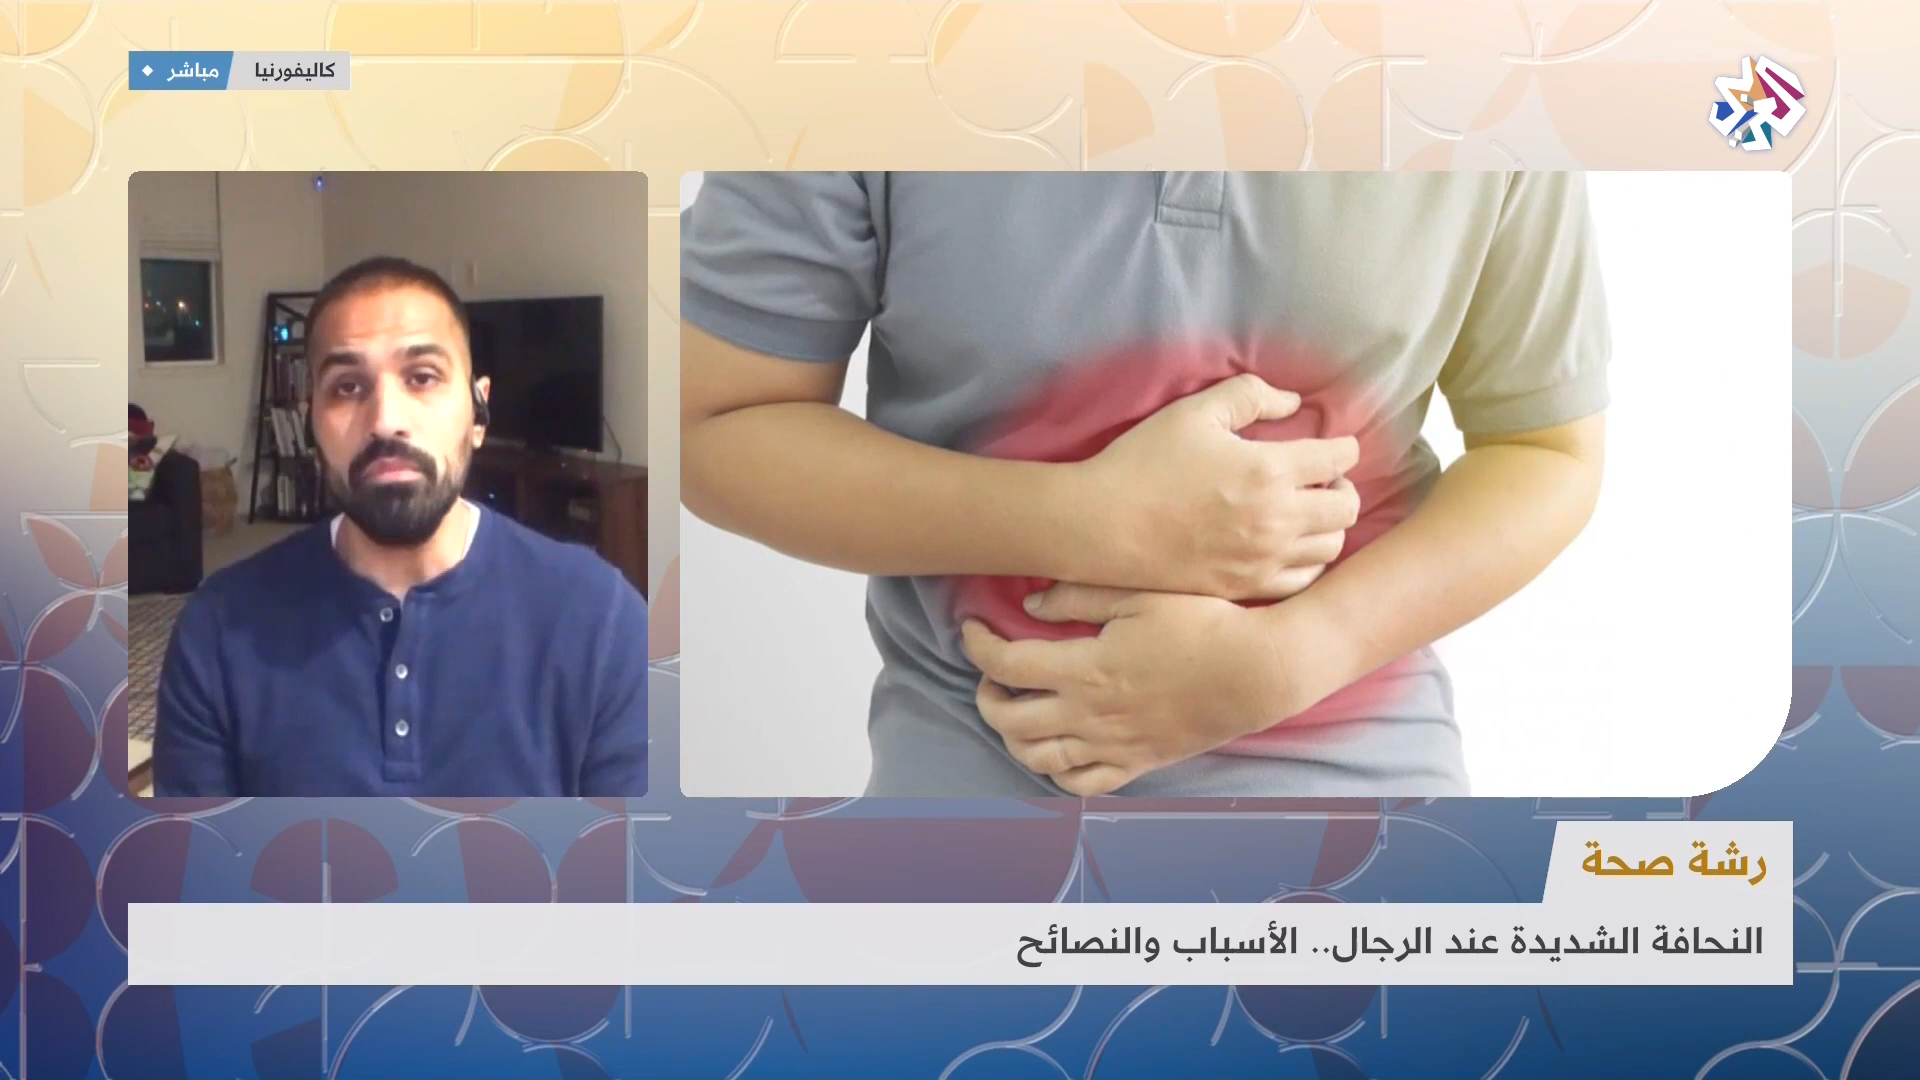 كاليفورنيا
مباشر
رشة صحة
النحافة الشديدة عند الرجال.. الأسباب والنصائح